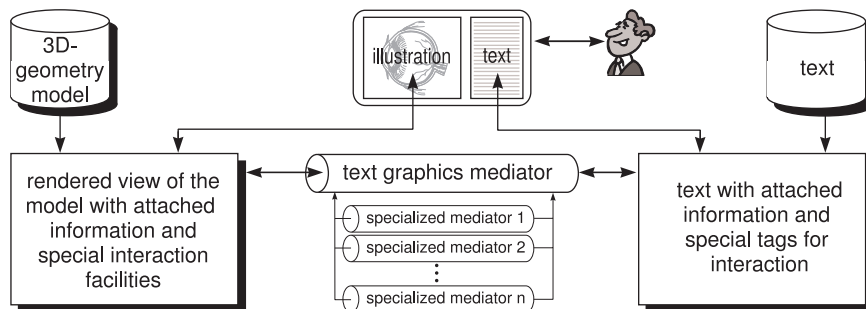 3D-
geometry
model
illustration
text
text
rendered view of the
model with attached
information and
special interaction
facilities
text graphics mediator
specialized mediator 1
specialized mediator 2
specialized mediator n
text with attached
information and
special tags for
interaction